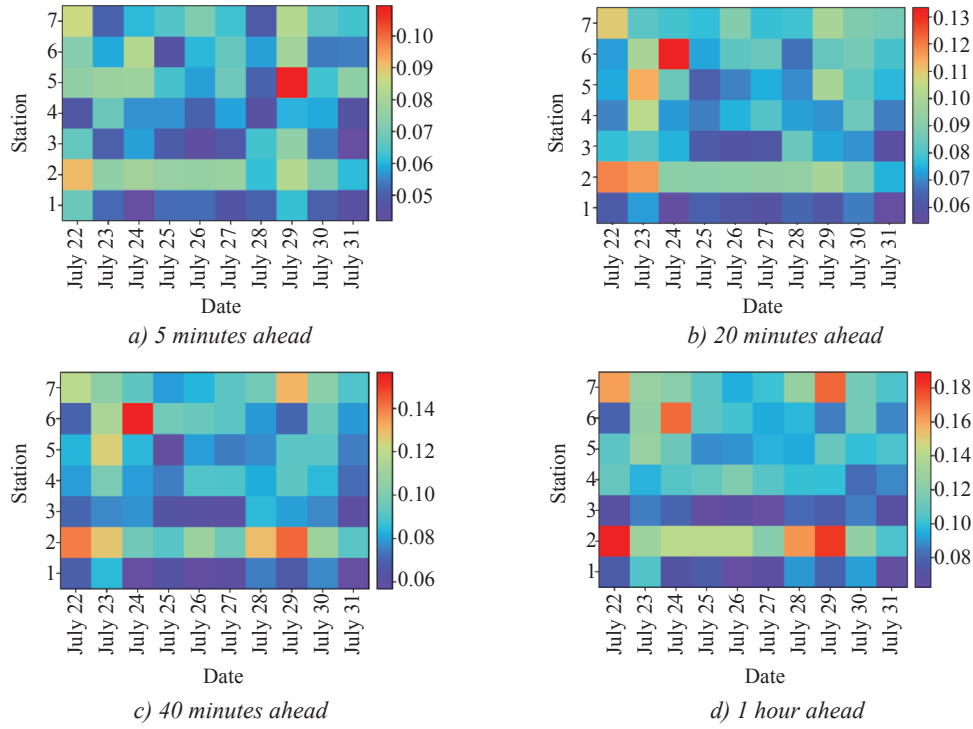 7
6
5
4
3
2
1
Station
0.10
0.09
0.08
0.07
0.06
0.05
July 22
July 23
July 24
July 25
July 26
July 27
July 28
July 29
July 30
July 31
Date
a) 5 minutes ahead
7
6
5
4
3
2
1
Station
0.13
0.12
0.11
0.10
0.09
0.08
0.07
0.06
July 22
July 23
July 24
July 25
July 26
July 27
July 28
July 29
July 30
July 31
Date
b) 20 minutes ahead
7
6
5
4
3
2
1
Station
0.14
0.12
0.10
0.08
0.06
July 22
July 23
July 24
July 25
July 26
July 27
July 28
July 29
July 30
July 31
Date
c) 40 minutes ahead
7
6
5
4
3
2
1
Station
0.18
0.16
0.14
0.12
0.10
0.08
July 22
July 23
July 24
July 25
July 26
July 27
July 28
July 29
July 30
July 31
Date
d) 1 hour ahead